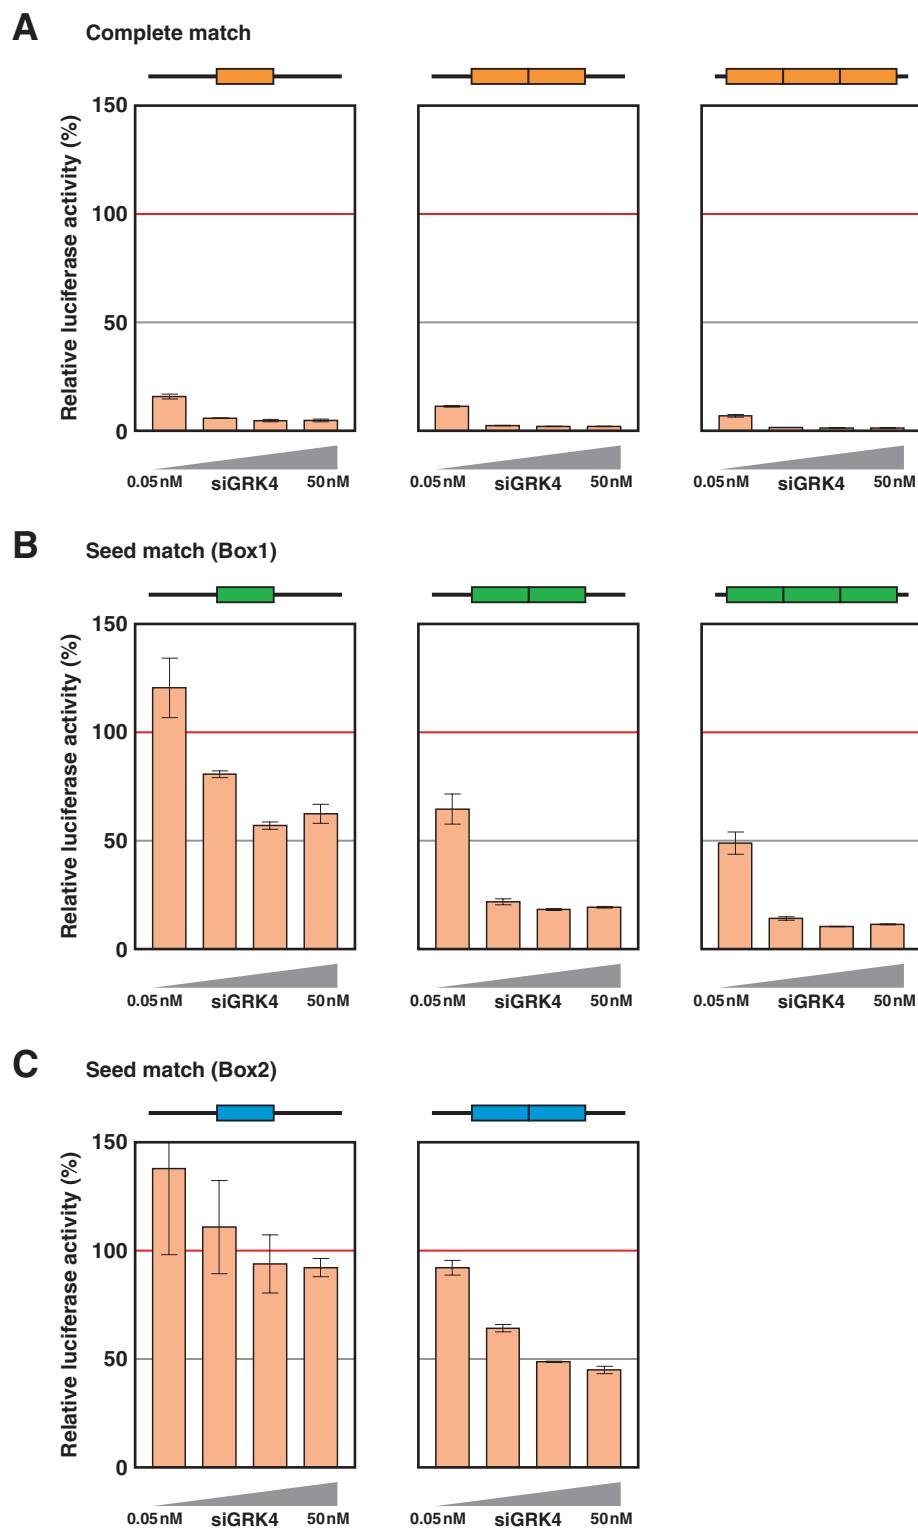 A Complete match
Relative luciferase activity (%)
150
100
50
0
0.05 nM siGRK4 50 nM
0.05 nM siGRK4 50 nM
0.05 nM siGRK4 50 nM
B Seed match (Box1)
Relative luciferase activity (%)
150
100
50
0
0.05 nM siGRK4 50 nM
0.05 nM siGRK4 50 nM
0.05 nM siGRK4 50 nM
C Seed match (Box2)
Relative luciferase activity (%)
150
100
50
0
0.05 nM siGRK4 50 nM
0.05 nM siGRK4 50 nM